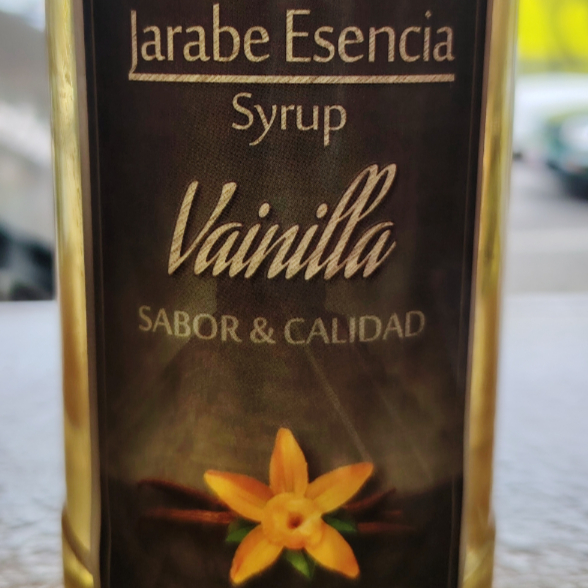 Jarabe Esencia
Syrup
Vainilla
SABOR & CALIDAD